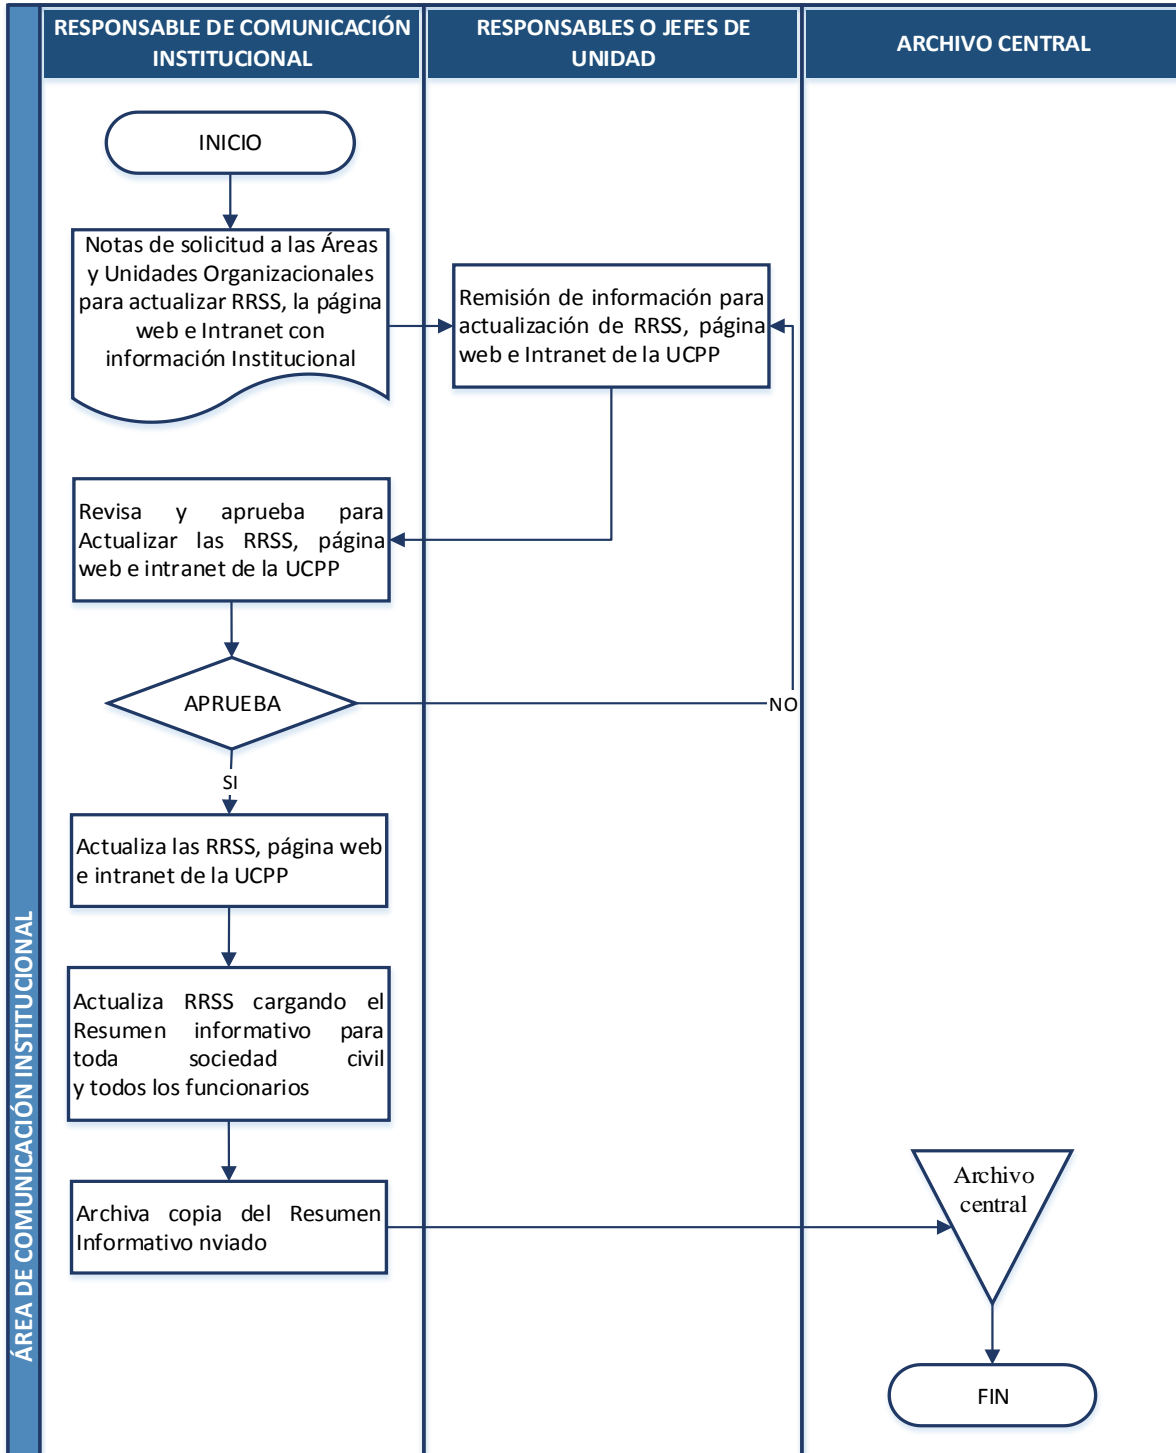 RESPONSABLE DE COMUNICACIÓN
INSTITUCIONAL
RESPONSABLES O JEFES DE
UNIDAD
ARCHIVO CENTRAL
ÁREA DE COMUNICACIÓN INSTITUCIONAL
INICIO
Notas de solicitud a las Áreas
y Unidades Organizacionales
para actualizar RRSS, la página
web e Intranet con
información Institucional
Remisión de información para
actualización de RRSS, página
web e Intranet de la UCPP
Revisa y aprueba para
Actualizar las RRSS, página
web e intranet de la UCPP
APRUEBA
NO
SI
Actualiza las RRSS, página web
e intranet de la UCPP
Actualiza RRSS cargando el
Resumen informativo para
toda sociedad civil
y todos los funcionarios
Archiva copia del Resumen
Informativo nviado
Archivo
central
FIN